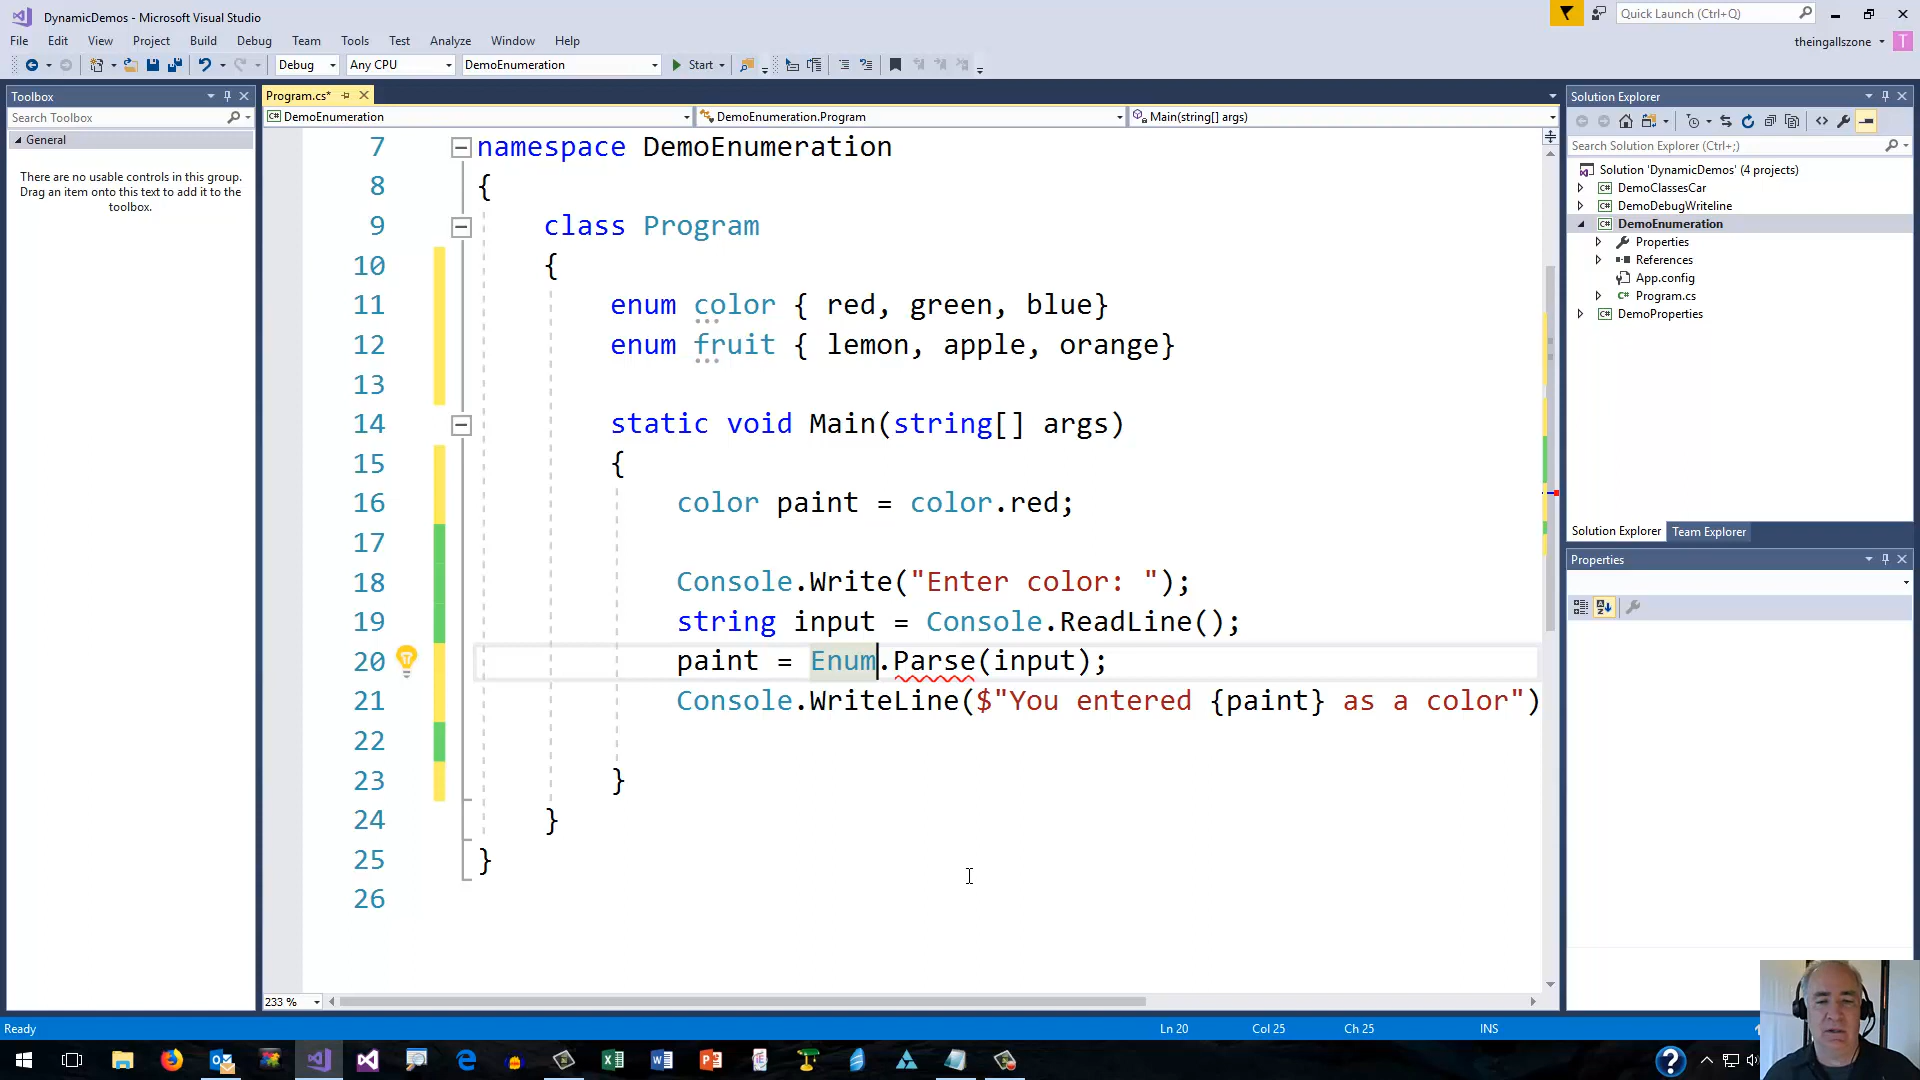 DynamicDemos - Microsoft Visual Studio
Quick Launch (Ctrl+Q)
File Edit View Project Build Debug Team Tools Test Analyze Window Help
theingallszone T
Debug Any CPU DemoEnumeration Start
Toolbox
Search Toolbox
General
There are no usable controls in this group.
Drag an item onto this text to add it to the
toolbox.
Program.cs*
DemoEnumeration DemoEnumeration.Program Main(string[] args)
7 namespace DemoEnumeration
8 {
9 class Program
10 {
11 enum color { red, green, blue}
12 enum fruit { lemon, apple, orange}
13
14 static void Main(string[] args)
15 {
16 color paint = color.red;
17
18 Console.Write("Enter color: ");
19 string input = Console.ReadLine();
20 paint = Enum.Parse(input);
21 Console.WriteLine($"You entered {paint} as a color")
22
23 }
24 }
25 }
26
233 %
Solution Explorer
Search Solution Explorer (Ctrl+;)
Solution 'DynamicDemos' (4 projects)
C# DemoClassesCar
C# DemoDebugWriteline
C# DemoEnumeration
Properties
References
App.config
C# Program.cs
C# DemoProperties
Solution Explorer Team Explorer
Properties
Ready Ln 20 Col 25 Ch 25 INS